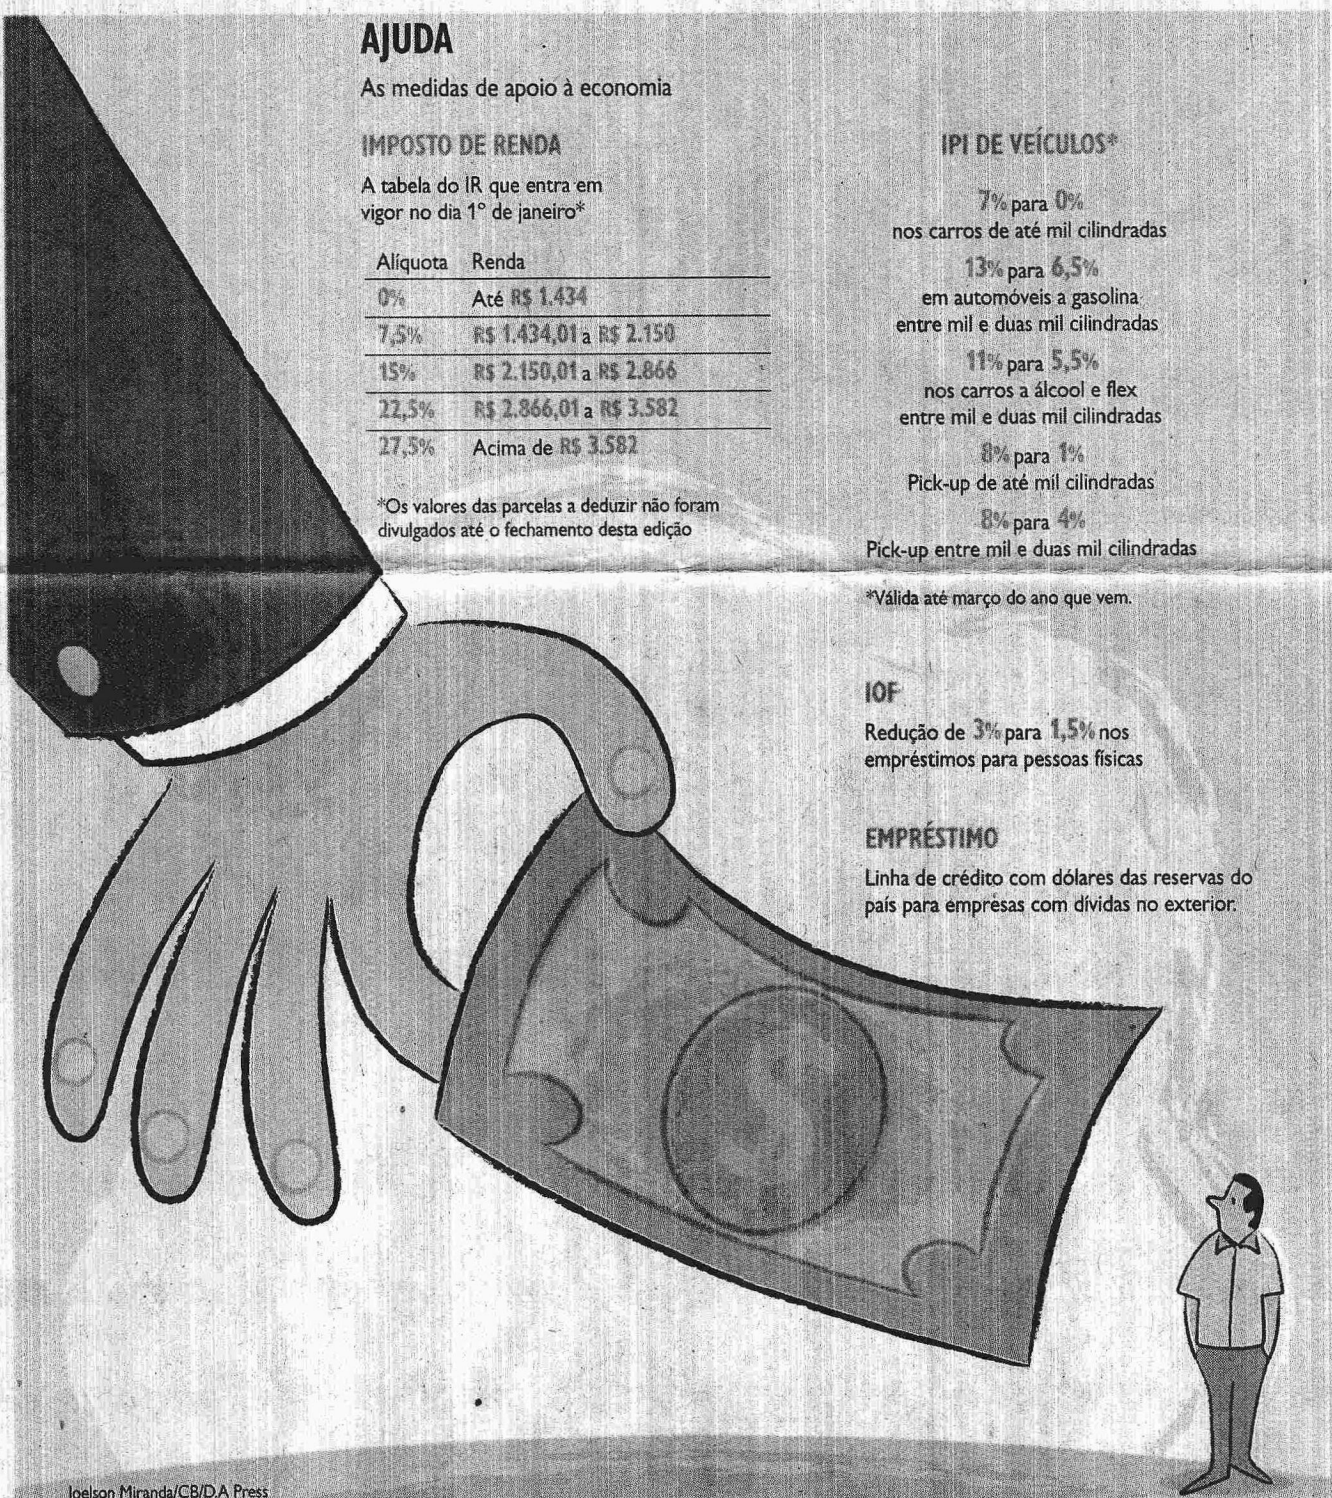 AJUDA
As medidas de apoio à economia
IMPOSTO DE RENDA
A tabela do IR que entra em
vigor no dia 1º de janeiro*
Alíquota Renda
0% Até R$ 1.434
7,5% R$ 1.434,01 a R$ 2.150
15% R$ 2.150,01 a R$ 2.866
22,5% R$ 2.866,01 a R$ 3.582
27,5% Acima de R$ 3.582
*Os valores das parcelas a deduzir não foram
divulgados até o fechamento desta edição
IPI DE VEÍCULOS*
7% para 0%
nos carros de até mil cilindradas
13% para 6,5%
em automóveis a gasolina
entre mil e duas mil cilindradas
11% para 5,5%
nos carros a álcool e flex
entre mil e duas mil cilindradas
8% para 1%
Pick-up de até mil cilindradas
8% para 4%
Pick-up entre mil e duas mil cilindradas
*Válida até março do ano que vem.
IOF
Redução de 3% para 1,5% nos
empréstimos para pessoas físicas
EMPRÉSTIMO
Linha de crédito com dólares das reservas do
país para empresas com dívidas no exterior.
$
Joelson Miranda/CB/D.A Press